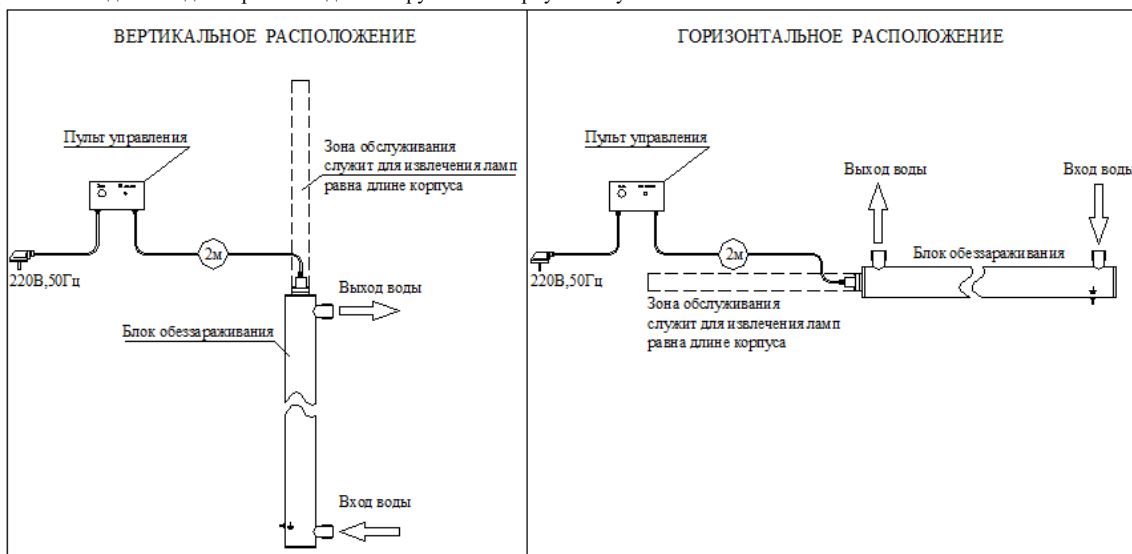 ВЕРТИКАЛЬНОЕ РАСПОЛОЖЕНИЕ
Пульт управления
Зона обслуживания
служит для извлечения ламп
равна длине корпуса
2м
220В,50Гц
Выход воды
Блок обеззараживания
Вход воды
ГОРИЗОНТАЛЬНОЕ РАСПОЛОЖЕНИЕ
Пульт управления
Выход воды
Вход воды
2м
Блок обеззараживания
220В,50Гц
Зона обслуживания
служит для извлечения ламп
равна длине корпуса